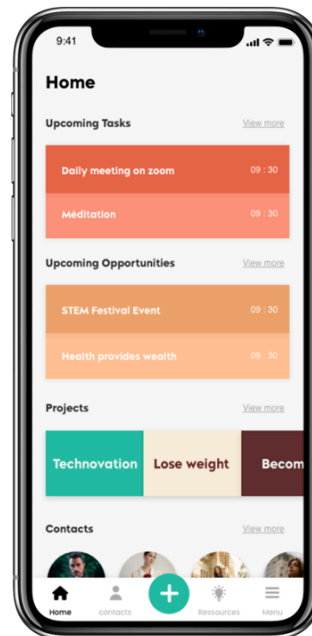 9:41
Home
Upcoming Tasks View more
Daily meeting on zoom 09 : 30
Méditation 09 : 30
Upcoming Opportunities View more
STEM Festival Event 09 : 30
Health provides wealth 09 : 30
Projects View more
Technovation Lose weight Becom
Contacts View more
Home contacts Ressources Menu